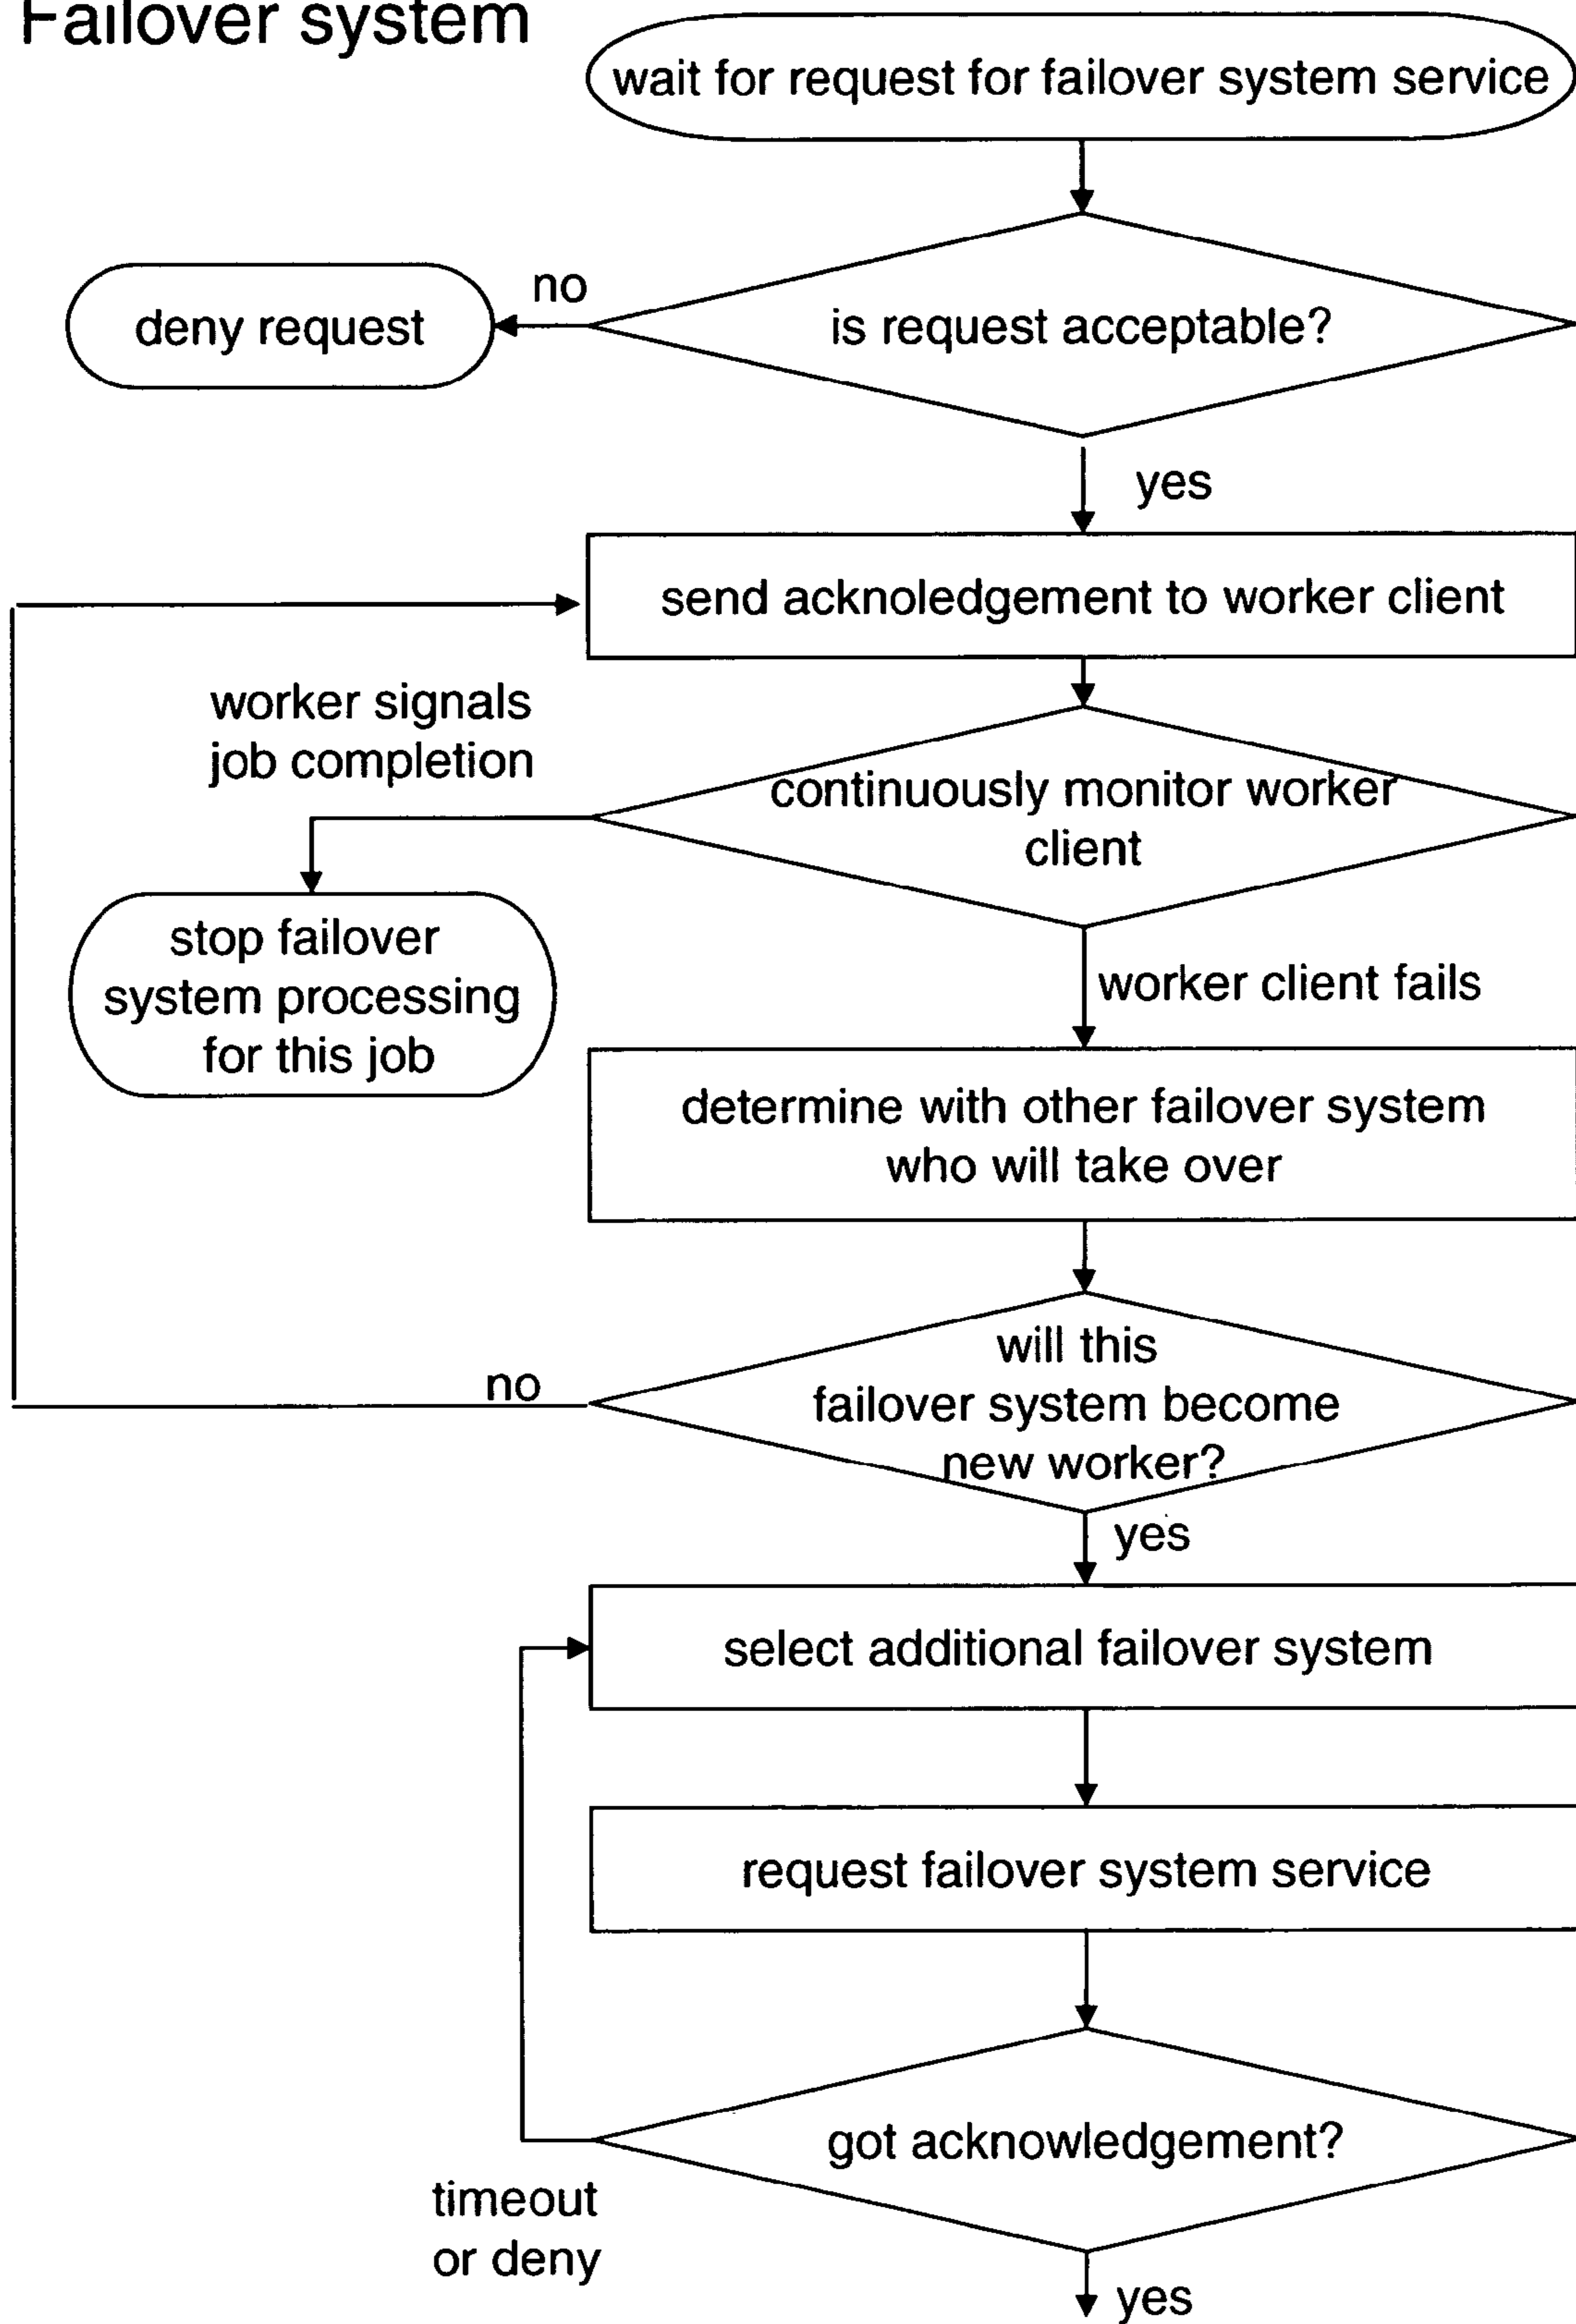 Failover system
wait for request for failover system service
no
deny request
is request acceptable?
yes
send acknoledgement to worker client
worker signals
job completion
continuously monitor worker
client
stop failover
system processing
for this job
worker client fails
determine with other failover system
who will take over
will this
failover system become
new worker?
no
yes
select additional failover system
request failover system service
got acknowledgement?
timeout
or deny
yes